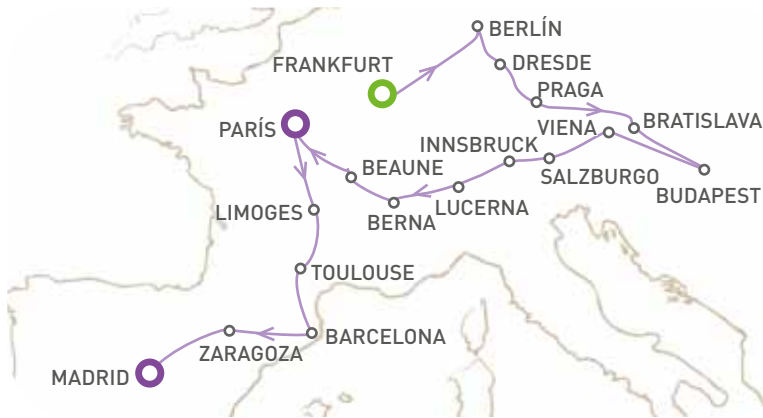 BERLÍN
FRANKFURT
DRESDE
PRAGA
PARÍS
VIENA
BRATISLAVA
INNSBRUCK
BEAUNE
SALZBURGO
BUDAPEST
LUCERNA
LIMOGES
BERNA
TOULOUSE
BARCELONA
ZARAGOZA
MADRID